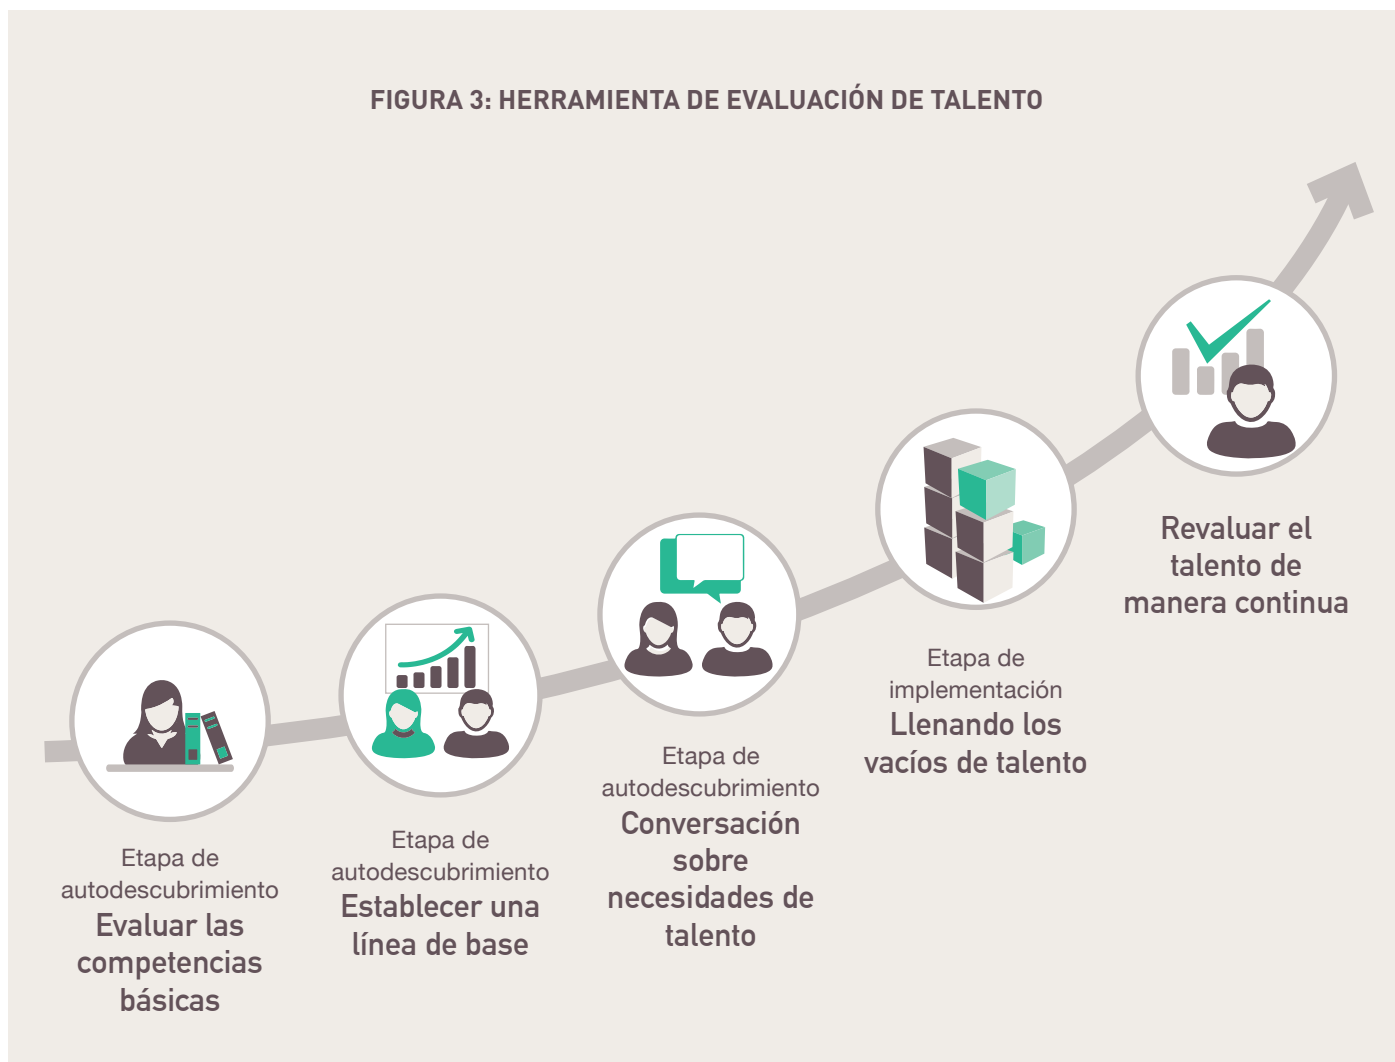 FIGURA 3: HERRAMIENTA DE EVALUACIÓN DE TALENTO
Etapa de
autodescubrimiento
Evaluar las
competencias
básicas
Etapa de
autodescubrimiento
Establecer una
línea de base
Etapa de
autodescubrimiento
Conversación
sobre
necesidades de
talento
Etapa de
implementación
Llenando los
vacíos de talento
Revaluar el
talento de
manera continua